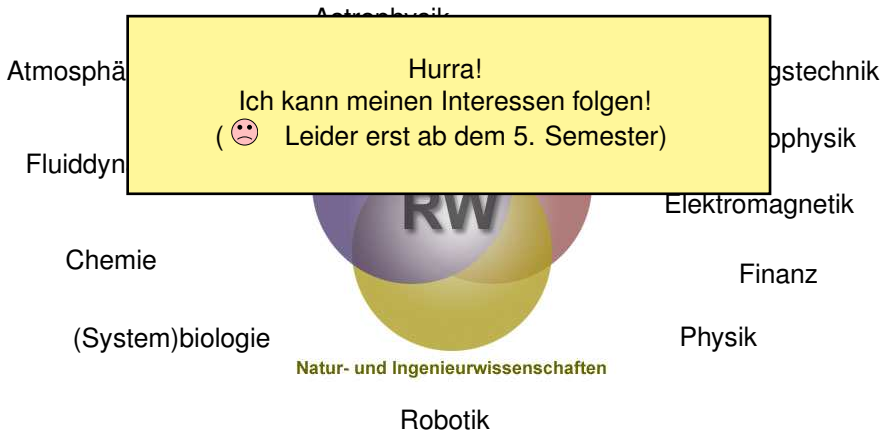 Hurra!
Atmosphä
gstechnik
Ich kann meinen Interessen folgen!
( Leider erst ab dem 5. Semester)
ophysik
Fluiddyn
RW
Elektromagnetik
Chemie
Finanz
(System)biologie
Physik
Natur- und Ingenieurwissenschaften
Robotik